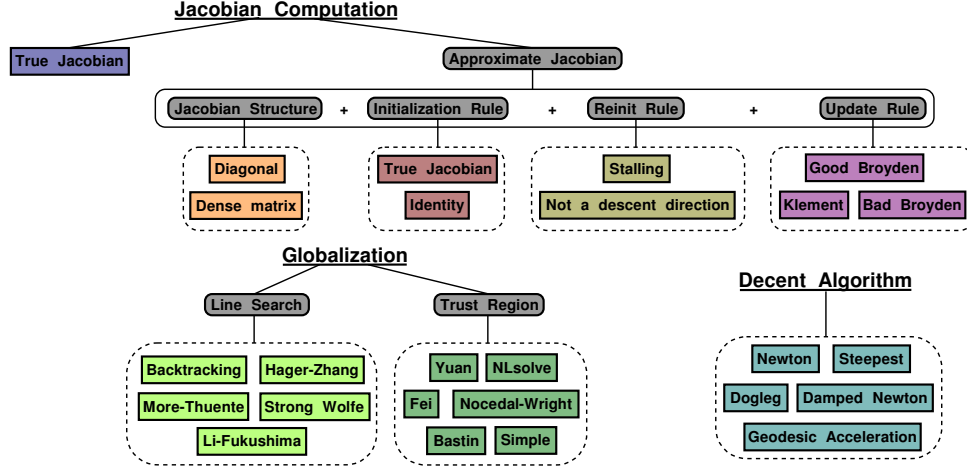 Jacobian Computation
True Jacobian
Approximate Jacobian
Jacobian Structure + Initialization Rule + Reinit Rule + Update Rule
Diagonal
Dense matrix
True Jacobian
Identity
Stalling
Not a descent direction
Good Broyden
Klement Bad Broyden
Globalization
Line Search
Trust Region
Backtracking Hager-Zhang
More-Thuente Strong Wolfe
Li-Fukushima
Yuan NLsolve
Fei Nocedal-Wright
Bastin Simple
Decent Algorithm
Newton Steepest
Dogleg Damped Newton
Geodesic Acceleration